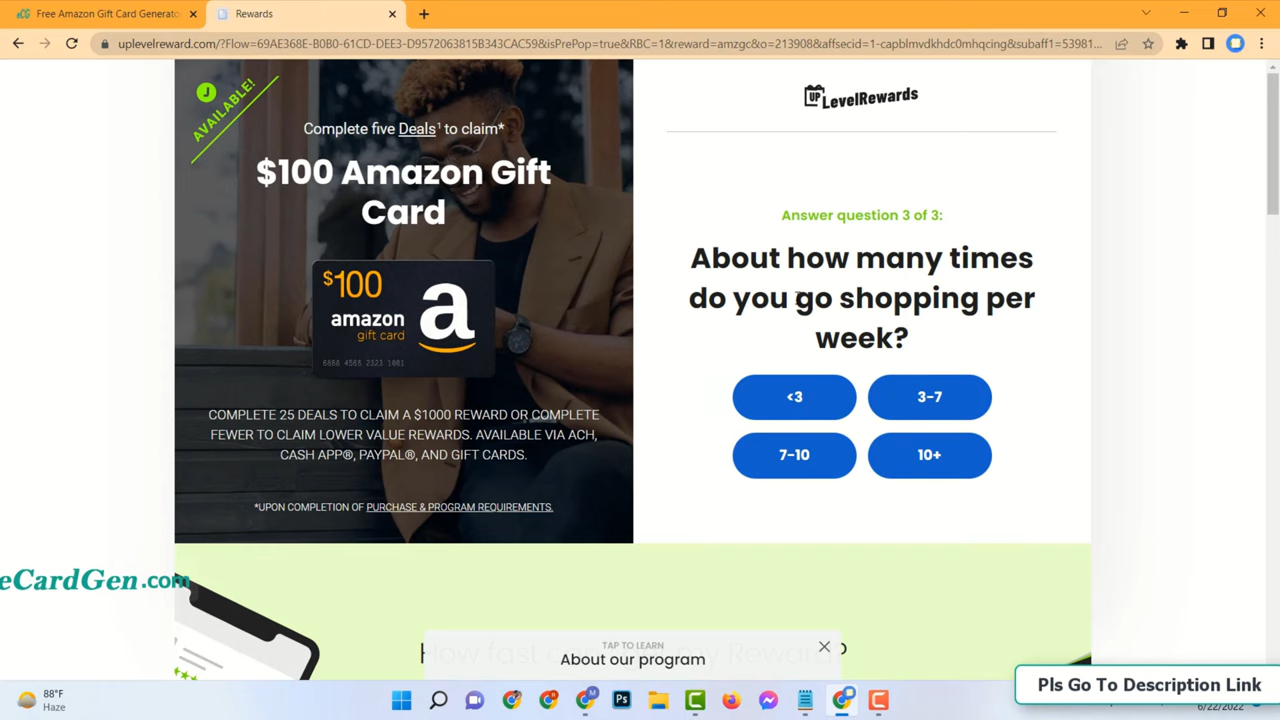 Free Amazon Gift Card Generato
Rewards
uplevelreward.com/?Flow=69AE368E-B0B0-61CD-DEE3-D9572063815B343CAC59&isPrePop=true&RBC=1&reward=amzgc&o=213908&affsecid=1-capblmvdkhdc0mhqcing&subaff1=53981...
AVAILABLE!
Complete five Deals¹ to claim*
$100 Amazon Gift
Card
$100
amazon
gift card
a
COMPLETE 25 DEALS TO CLAIM A $1000 REWARD OR COMPLETE
FEWER TO CLAIM LOWER VALUE REWARDS. AVAILABLE VIA ACH,
CASH APP®, PAYPAL®, AND GIFT CARDS.
*UPON COMPLETION OF PURCHASE & PROGRAM REQUIREMENTS.
UP LevelRewards
Answer question 3 of 3:
About how many times
do you go shopping per
week?
<3
3-7
7-10
10+
eCardGen.com
TAP TO LEARN
About our program
Pls Go To Description Link
88°F
Haze
6/22/2022